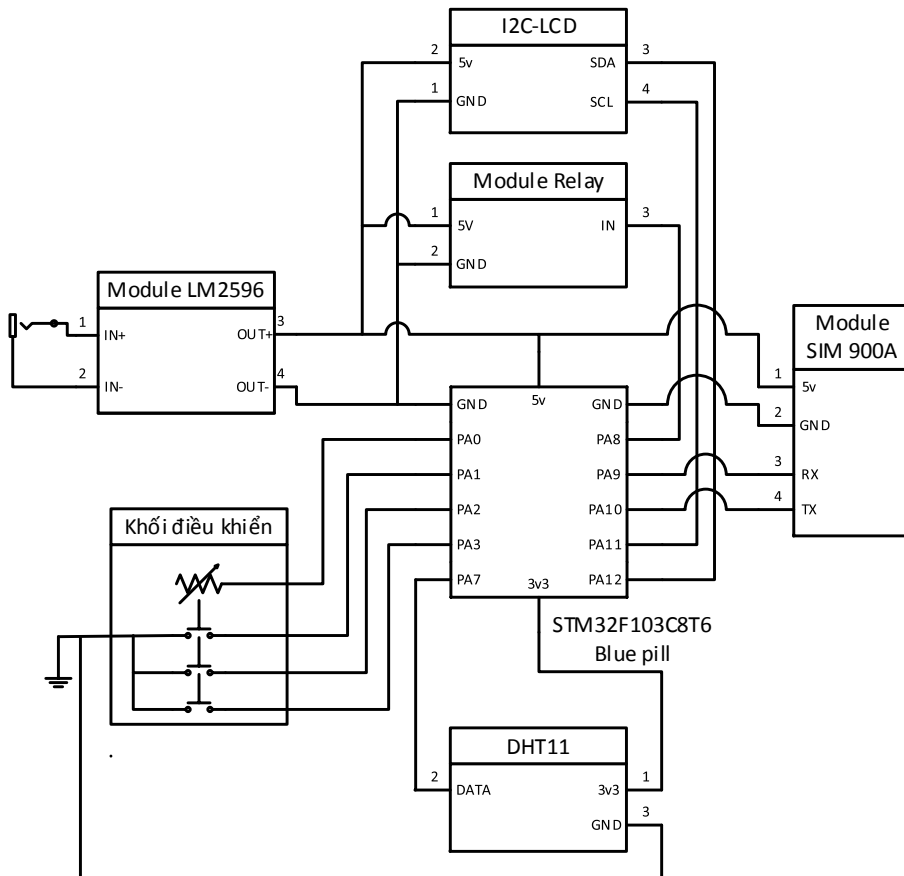 I2C-LCD
2 5v SDA 3
1 GND SCL 4
Module Relay
1 5V IN 3
2 GND
Module LM2596
1 IN+ OUT+ 3
2 IN- OUT- 4
Module
SIM 900A
1 5v
2 GND
3 RX
4 TX
GND 5v GND
PA0 PA8
PA1 PA9
PA2 PA10
PA3 PA11
PA7 3v3 PA12
STM32F103C8T6
Blue pill
Khối điều khiển
.
DHT11
2 DATA 3v3 1
GND 3